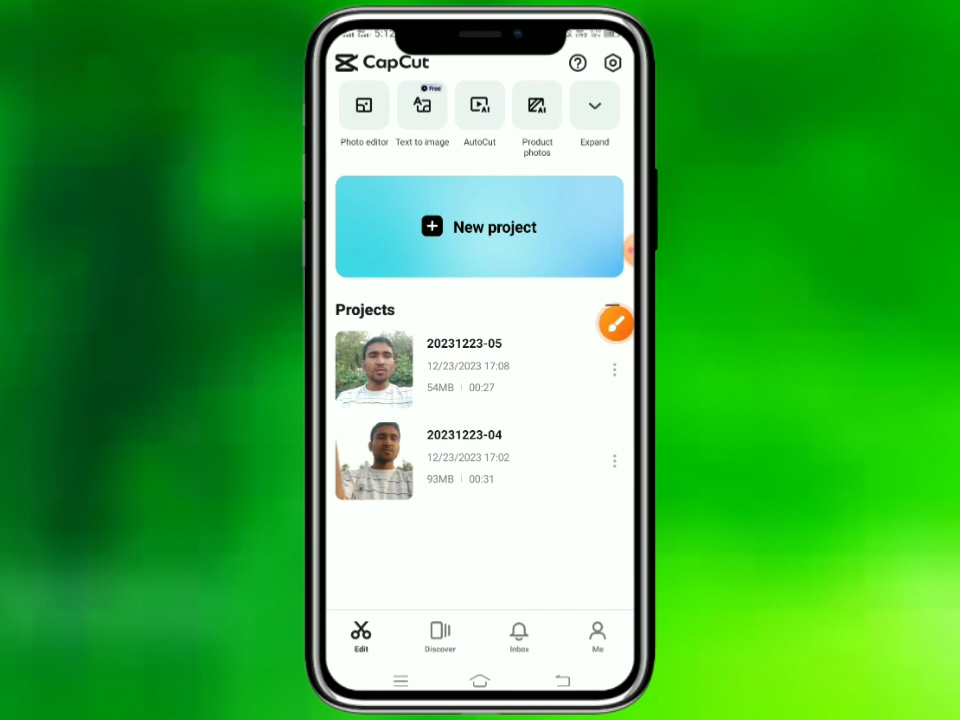 5:12
CapCut
Free
Photo editor
Text to image
AutoCut
Product
photos
Expand
New project
Projects
20231223-05
12/23/2023 17:08
54MB | 00:27
20231223-04
12/23/2023 17:02
93MB | 00:31
Edit
Discover
Inbox
Me